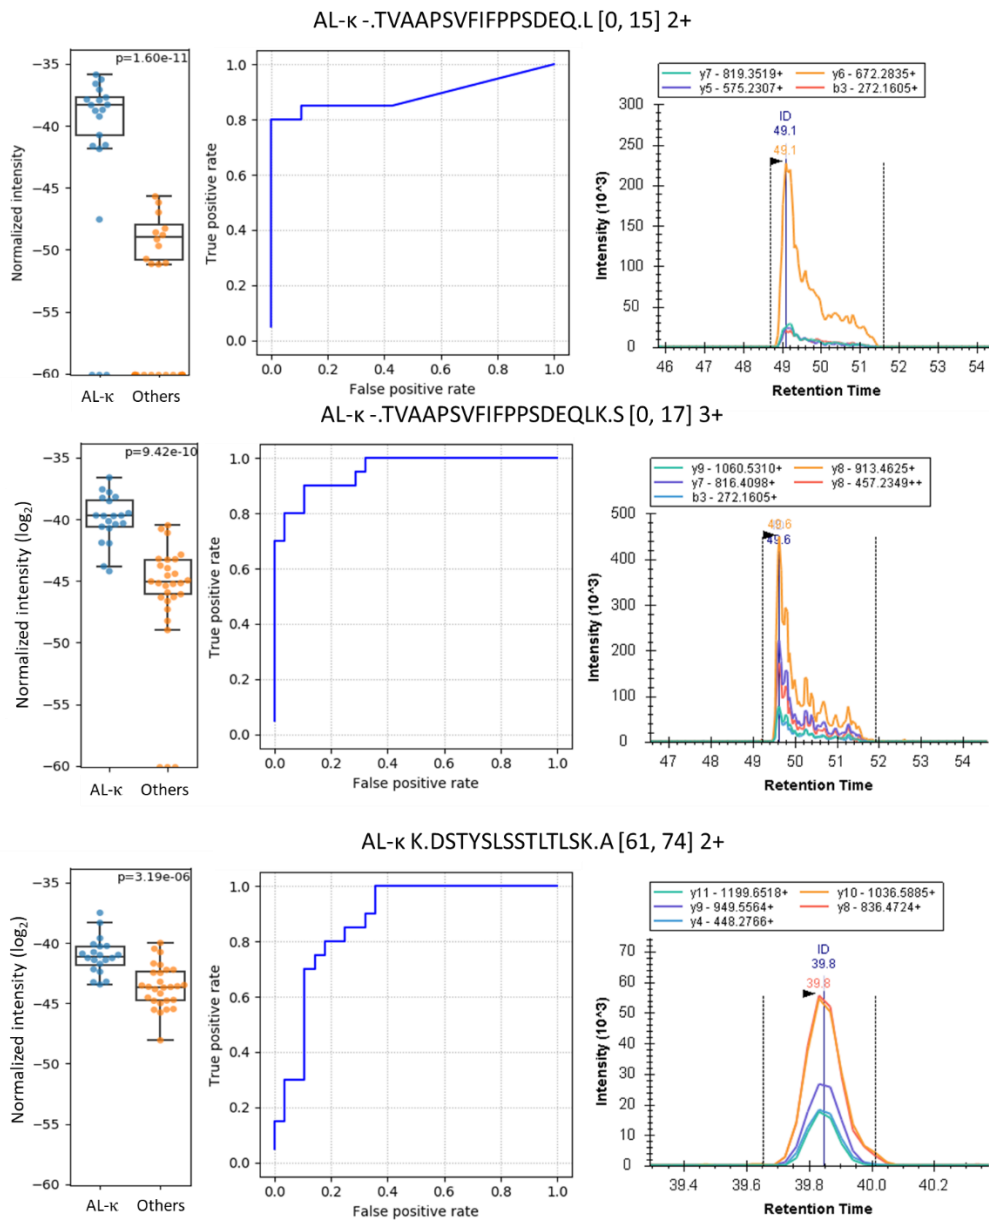 AL-κ -.TVAAPSVFIFPPSDEQ.L [0, 15] 2+
p=1.60e-11
Normalized intensity
−35
−40
−45
−50
−55
−60
AL-κ Others
True positive rate
1.0
0.8
0.6
0.4
0.2
0.0
0.0 0.2 0.4 0.6 0.8 1.0
False positive rate
y7 - 819.3519+ y6 - 672.2835+
y5 - 575.2307+ b3 - 272.1605+
ID
49.1
49.1
Intensity (10^3)
300
250
200
150
100
50
0
46 47 48 49 50 51 52 53 54
Retention Time
AL-κ -.TVAAPSVFIFPPSDEQLK.S [0, 17] 3+
p=9.42e-10
Normalized intensity (log2)
−35
−40
−45
−50
−55
−60
AL-κ Others
True positive rate
1.0
0.8
0.6
0.4
0.2
0.0
0.0 0.2 0.4 0.6 0.8 1.0
False positive rate
y9 - 1060.5310+ y8 - 913.4625+
y7 - 816.4098+ y8 - 457.2349++
b3 - 272.1605+
49.6
49.6
Intensity (10^3)
500
400
300
200
100
0
47 48 49 50 51 52 53 54
Retention Time
AL-κ K.DSTYSLSSTLTLSK.A [61, 74] 2+
p=3.19e-06
Normalized intensity (log2)
−35
−40
−45
−50
−55
−60
AL-κ Others
True positive rate
1.0
0.8
0.6
0.4
0.2
0.0
0.0 0.2 0.4 0.6 0.8 1.0
False positive rate
y11 - 1199.6518+ y10 - 1036.5885+
y9 - 949.5564+ y8 - 836.4724+
y4 - 448.2766+
ID
39.8
39.8
Intensity (10^3)
70
60
50
40
30
20
10
0
39.4 39.6 39.8 40.0 40.2
Retention Time